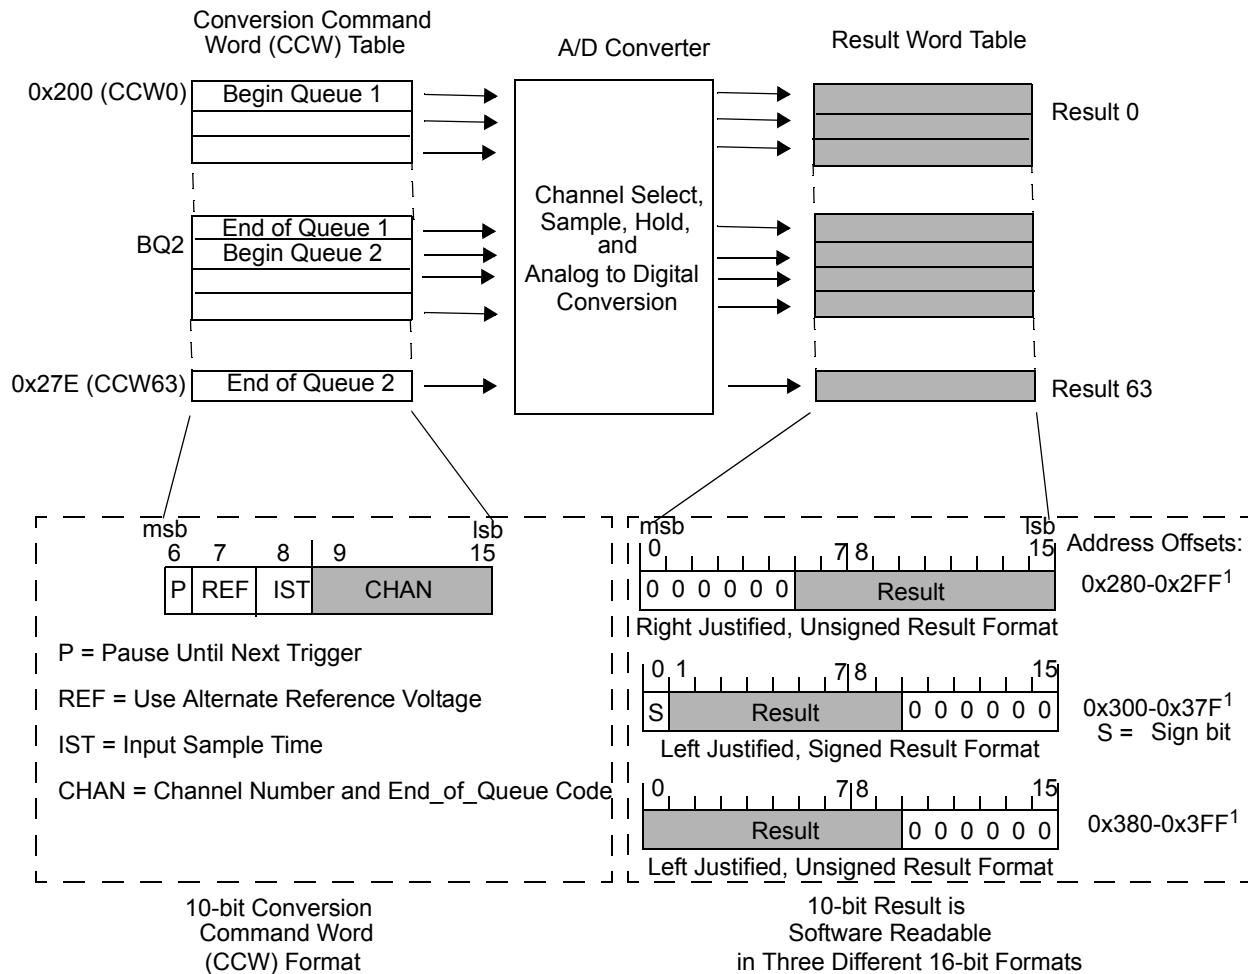 Conversion Command
Word (CCW) Table
A/D Converter
Result Word Table
0x200 (CCW0)
Begin Queue 1
Result 0
Channel Select,
Sample, Hold,
and
Analog to Digital
Conversion
End of Queue 1
BQ2
Begin Queue 2
0x27E (CCW63)
End of Queue 2
Result 63
msb
lsb
6 7 8 9 15
P REF IST CHAN
P = Pause Until Next Trigger
REF = Use Alternate Reference Voltage
IST = Input Sample Time
CHAN = Channel Number and End_of_Queue Code
10-bit Conversion
Command Word
(CCW) Format
msb
lsb
0 7 8 15
Address Offsets:
0 0 0 0 0 0 Result
0x280-0x2FF1
Right Justified, Unsigned Result Format
0 1 7 8 15
S Result 0 0 0 0 0 0
0x300-0x37F1
S = Sign bit
Left Justified, Signed Result Format
0 7 8 15
Result 0 0 0 0 0 0
0x380-0x3FF1
Left Justified, Unsigned Result Format
10-bit Result is
Software Readable
in Three Different 16-bit Formats